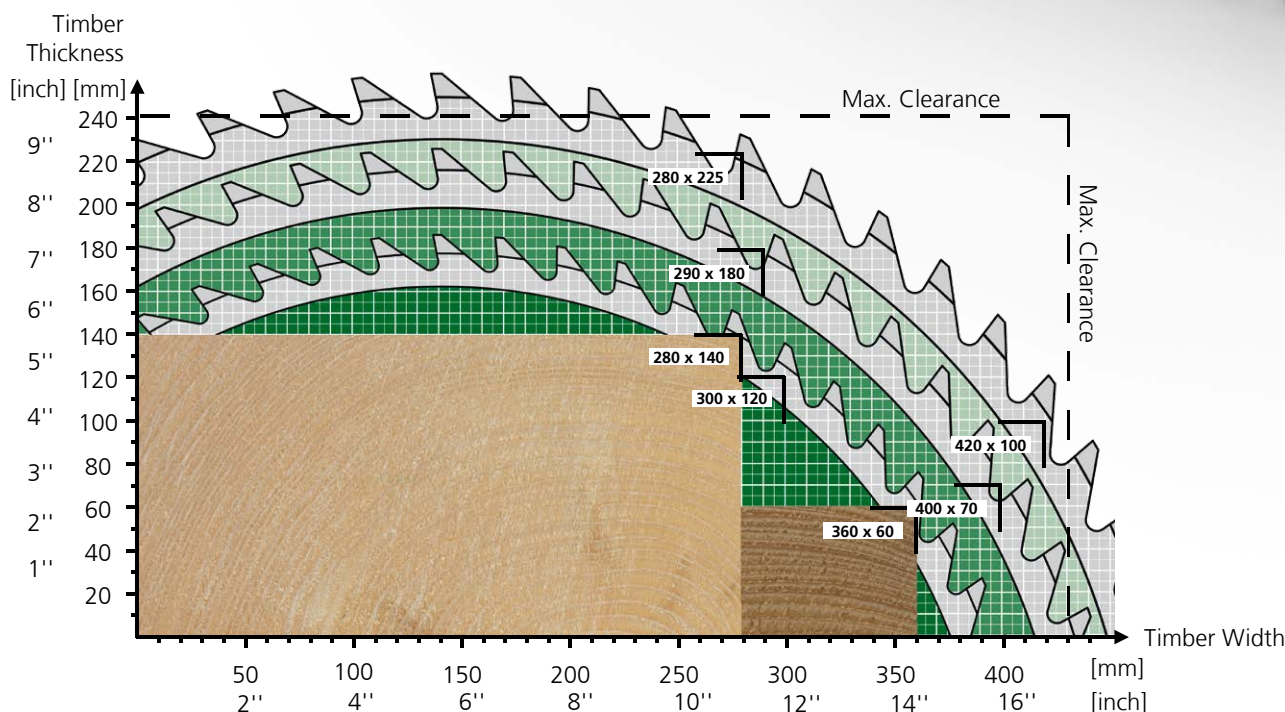 Timber
Thickness
[inch] [mm]
Max. Clearance
240
9''
220
280 x 225
8''
200
Max. Clearance
7''
180
290 x 180
160
6''
140
5''
280 x 140
120
300 x 120
4''
100
420 x 100
3''
80
60
400 x 70
2''
360 x 60
40
1''
20
Timber Width
50 100 150 200 250 300 350 400 [mm]
2'' 4'' 6'' 8'' 10'' 12'' 14'' 16'' [inch]